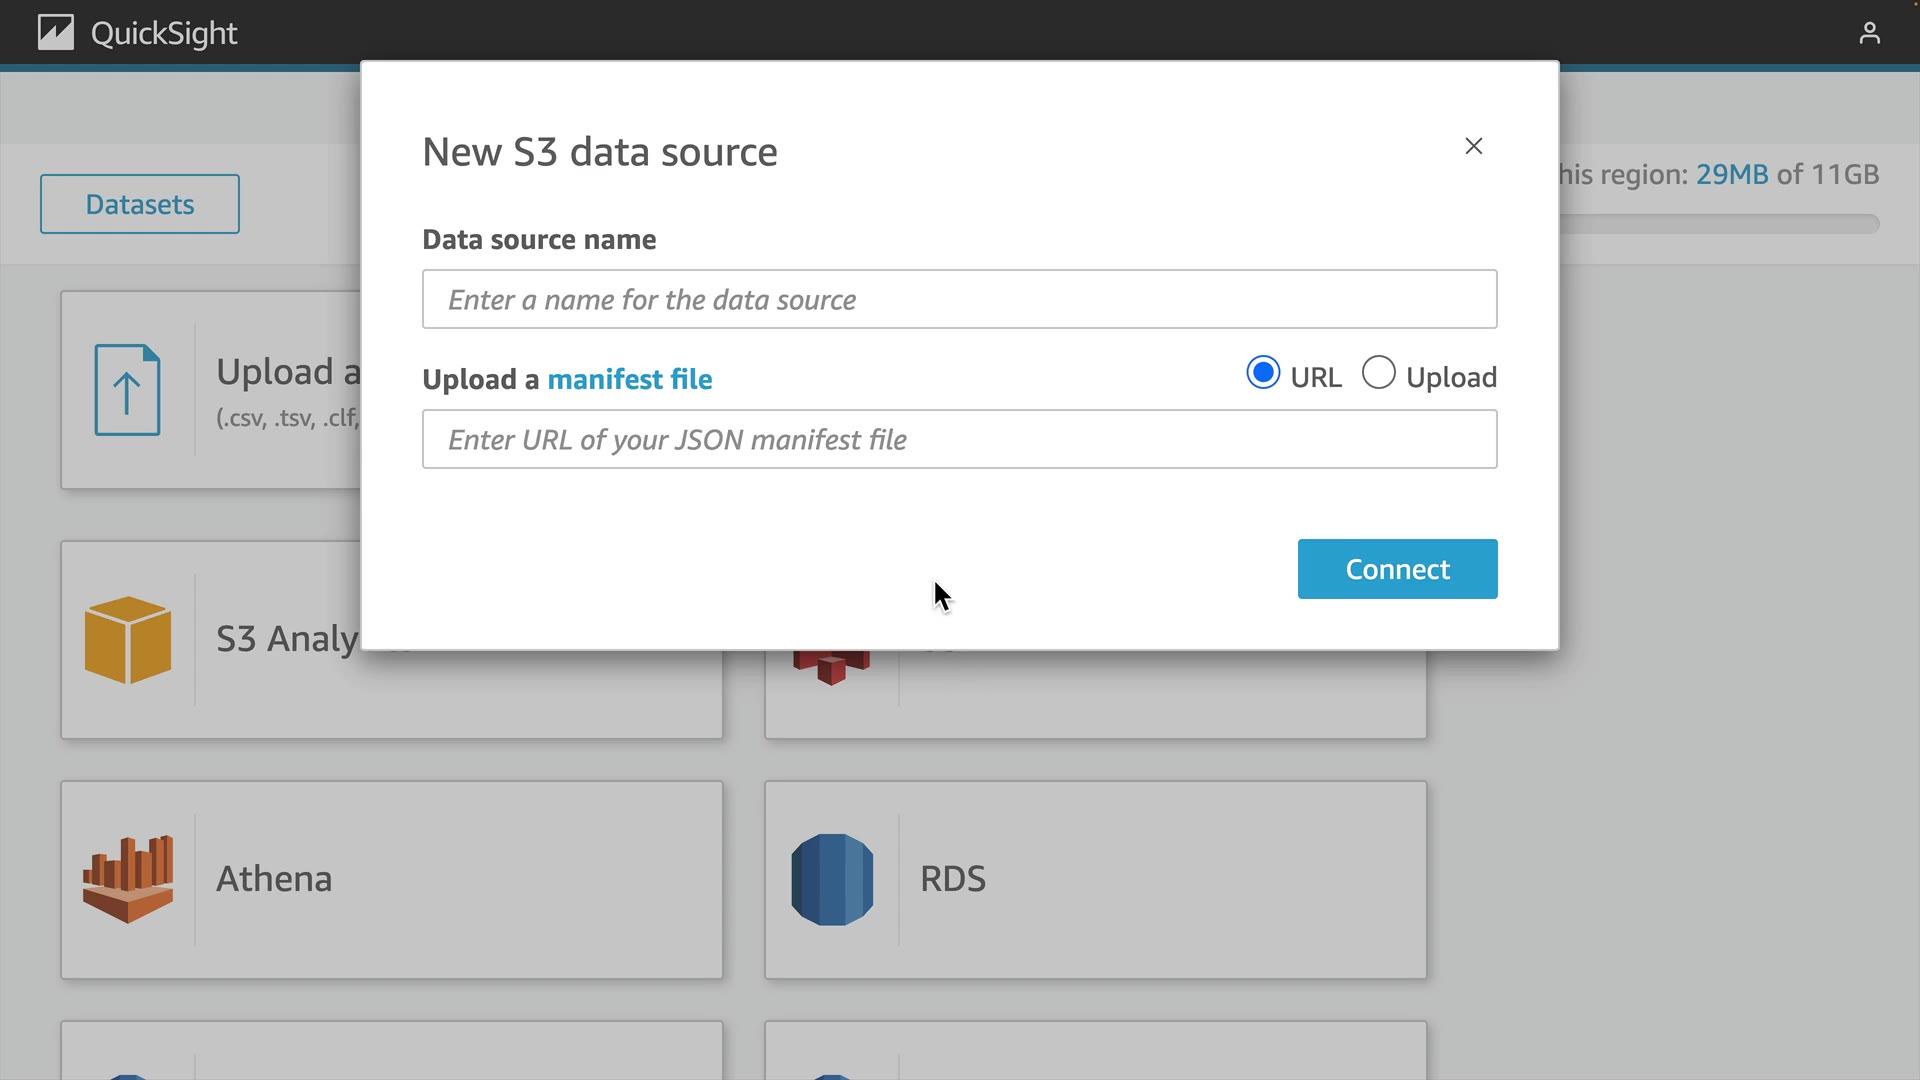 QuickSight
New S3 data source
his region: 29MB of 11GB
Datasets
Data source name
Enter a name for the data source
Upload a manifest file
URL
Upload
Enter URL of your JSON manifest file
Connect
Upload a
(.csv, .tsv, .clf,
S3 Analy
Athena
RDS